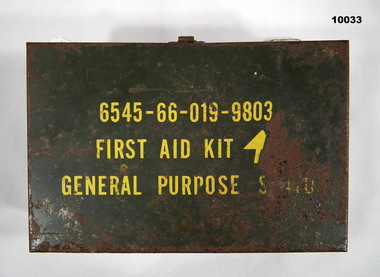 10033
6545-66-019-9803
FIRST AID KIT
GENERAL PURPOSE